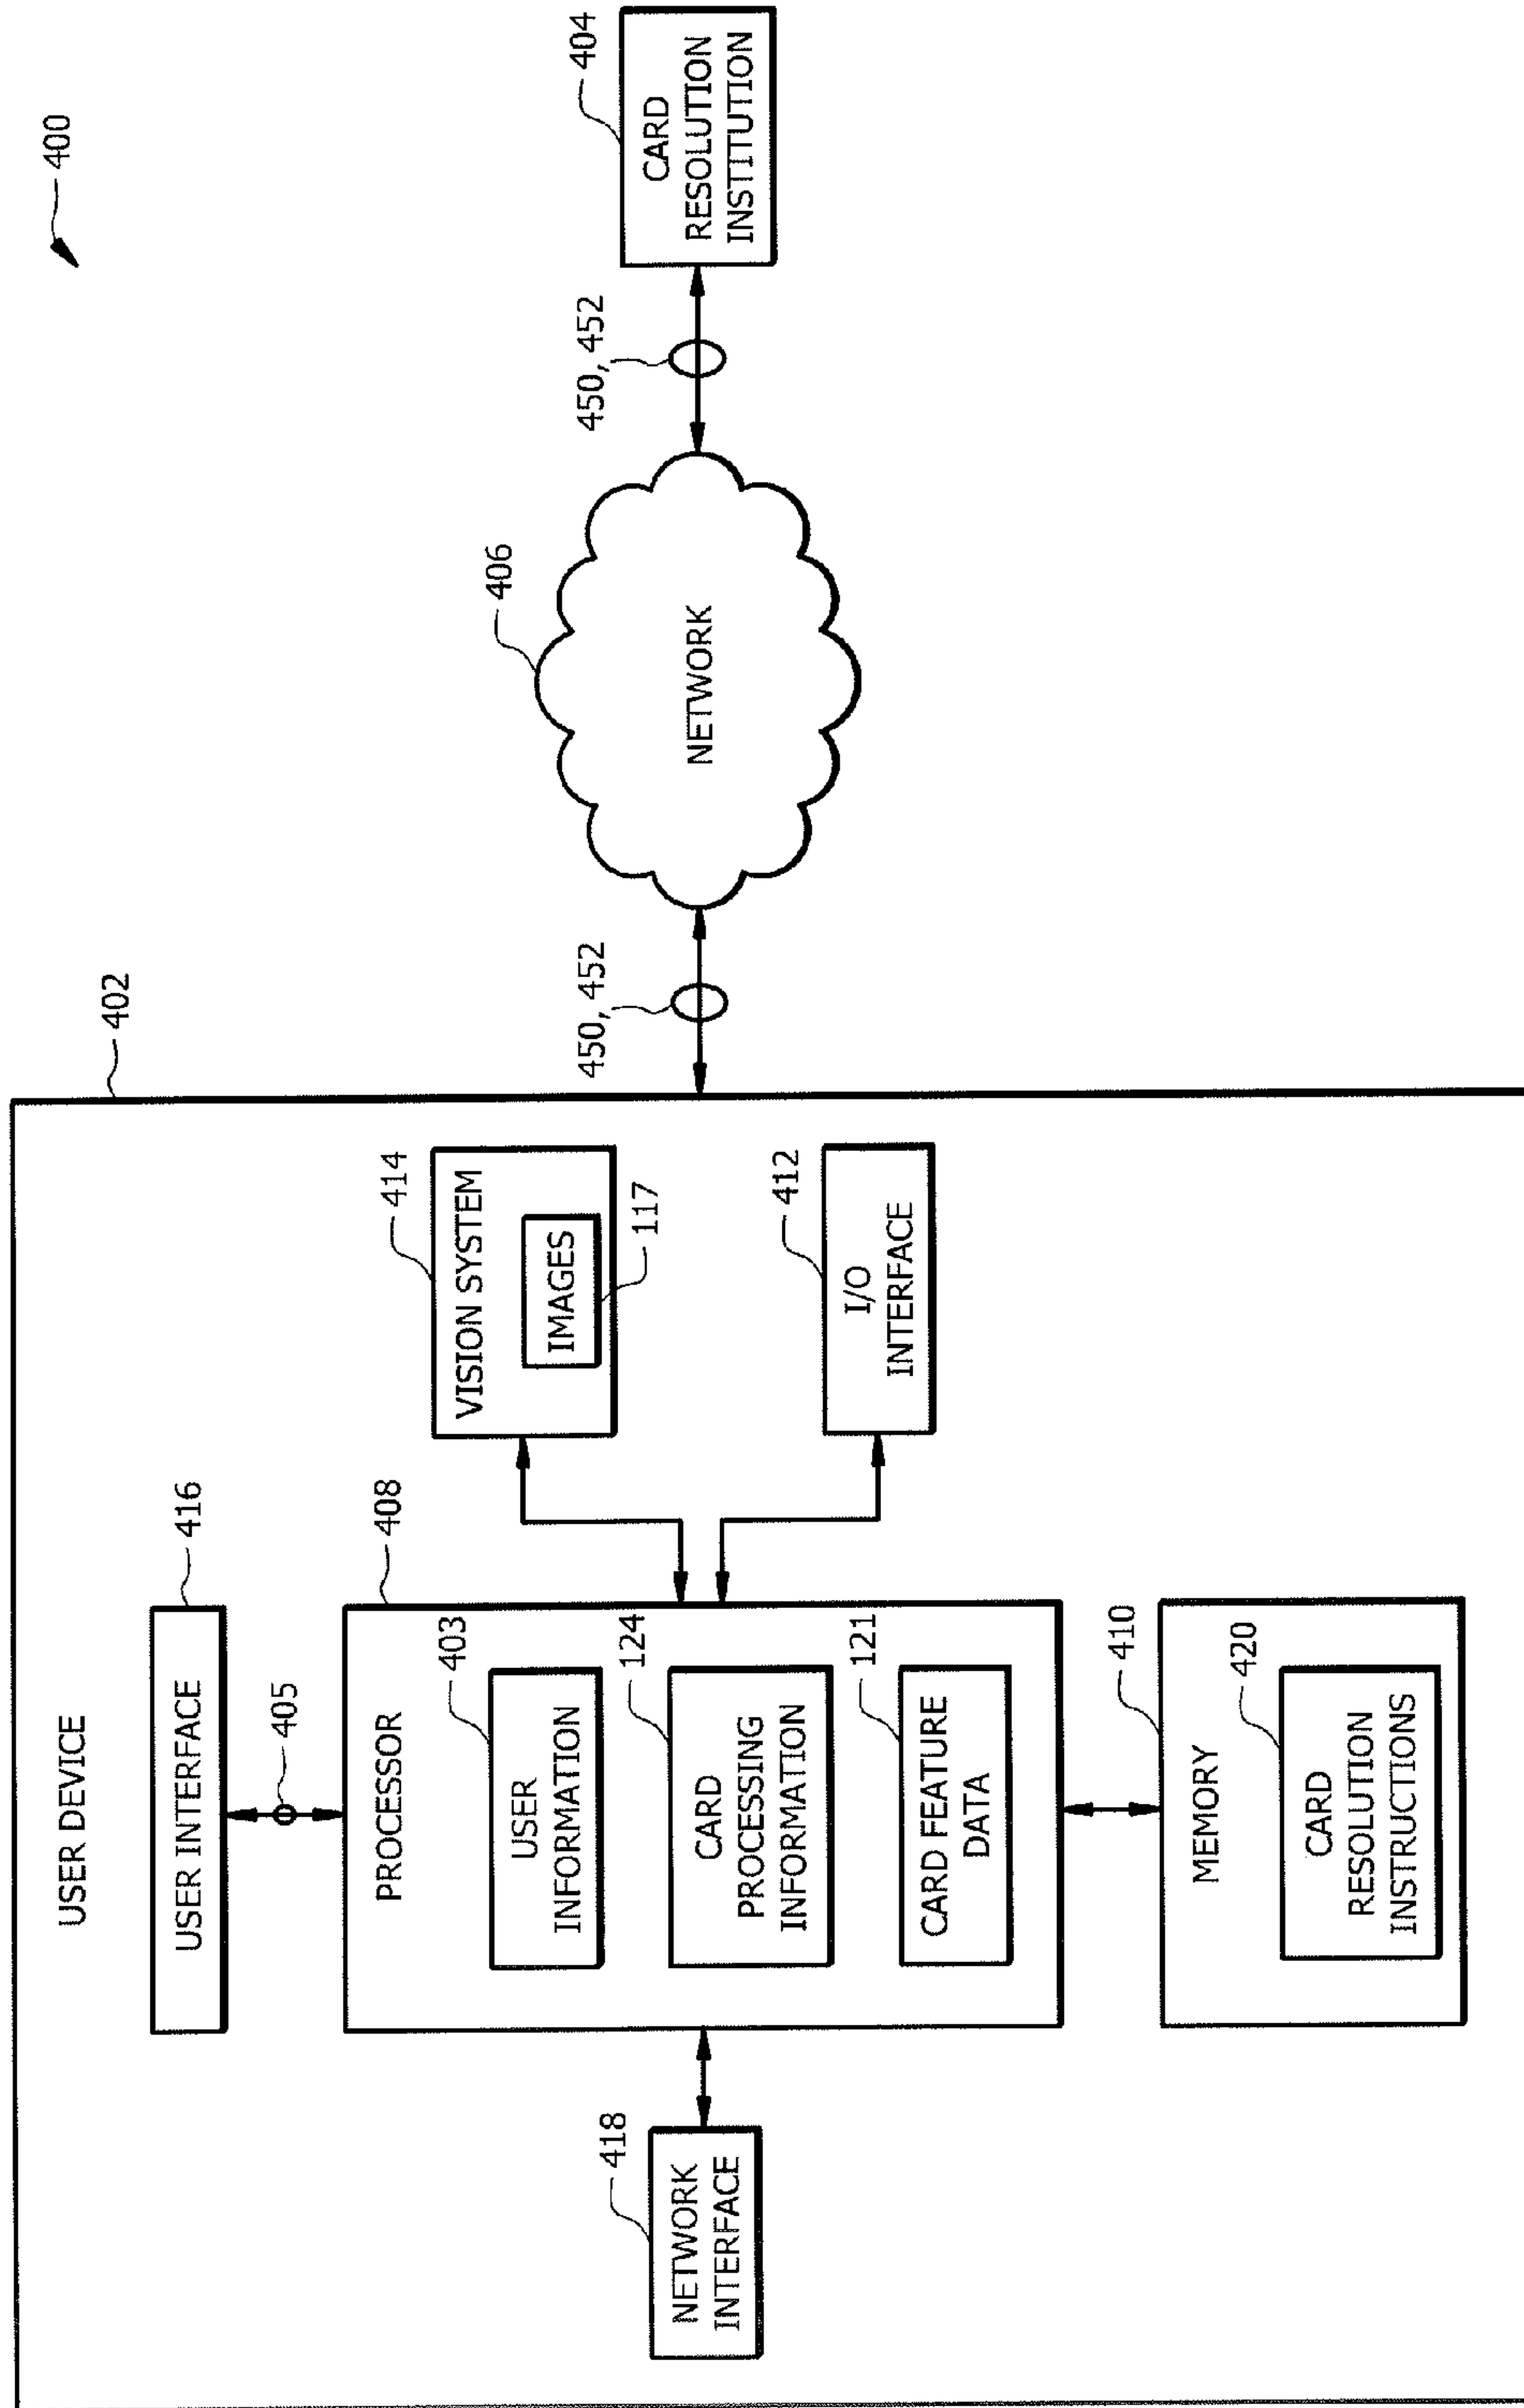 400
USER DEVICE
402
USER INTERFACE
416
405
PROCESSOR
408
USER
INFORMATION
403
CARD
PROCESSING
INFORMATION
124
CARD FEATURE
DATA
121
NETWORK
INTERFACE
418
VISION SYSTEM
414
IMAGES
117
I/O
INTERFACE
412
MEMORY
410
CARD
RESOLUTION
INSTRUCTIONS
420
450, 452
NETWORK
406
450, 452
CARD
RESOLUTION
INSTITUTION
404